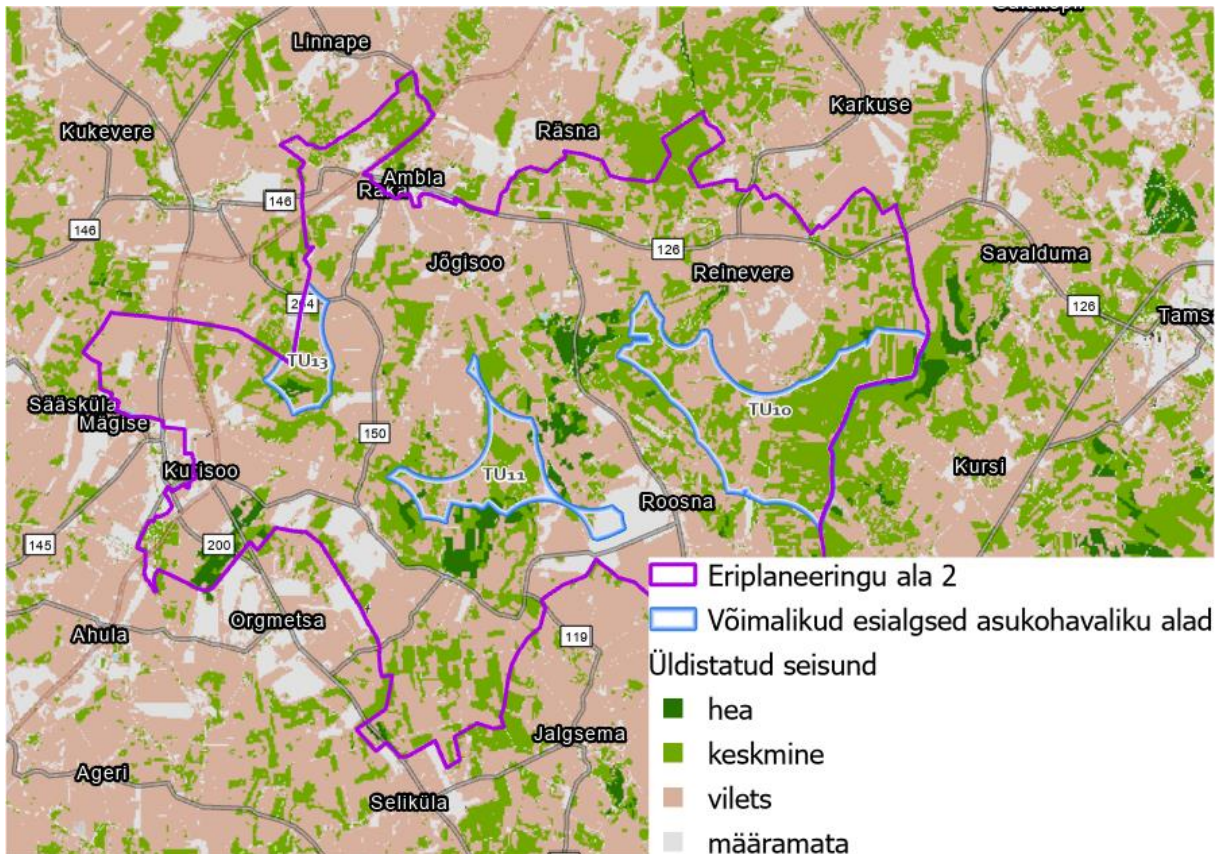 Linnape
Kukevere
Räsna
Karkuse
Ambla
146
146
Jõgisoo
126
Reinevere
Savalduma
126
264
TU13
TU10
Sääsküla
Mägise
150
Kurisoo
TU11
Roosna
Kursi
145
200
Orgmetsa
Ahula
119
Jalgsema
Ageri
Seliküla
Eriplaneeringu ala 2
Võimalikud esialgsed asukohavaliku alad
Üldistatud seisund
hea
keskmine
vilets
määramata